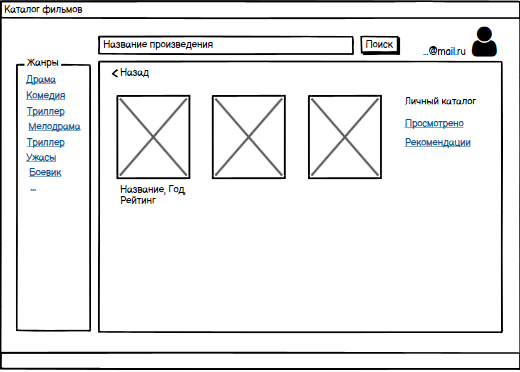 Каталог фильмов
Название произведения
Поиск
...@mail.ru
Жанры
Драма
Комедия
Триллер
Мелодрама
Триллер
Ужасы
Боевик
...
Назад
Название, Год,
Рейтинг
Личный каталог
Просмотрено
Рекомендации